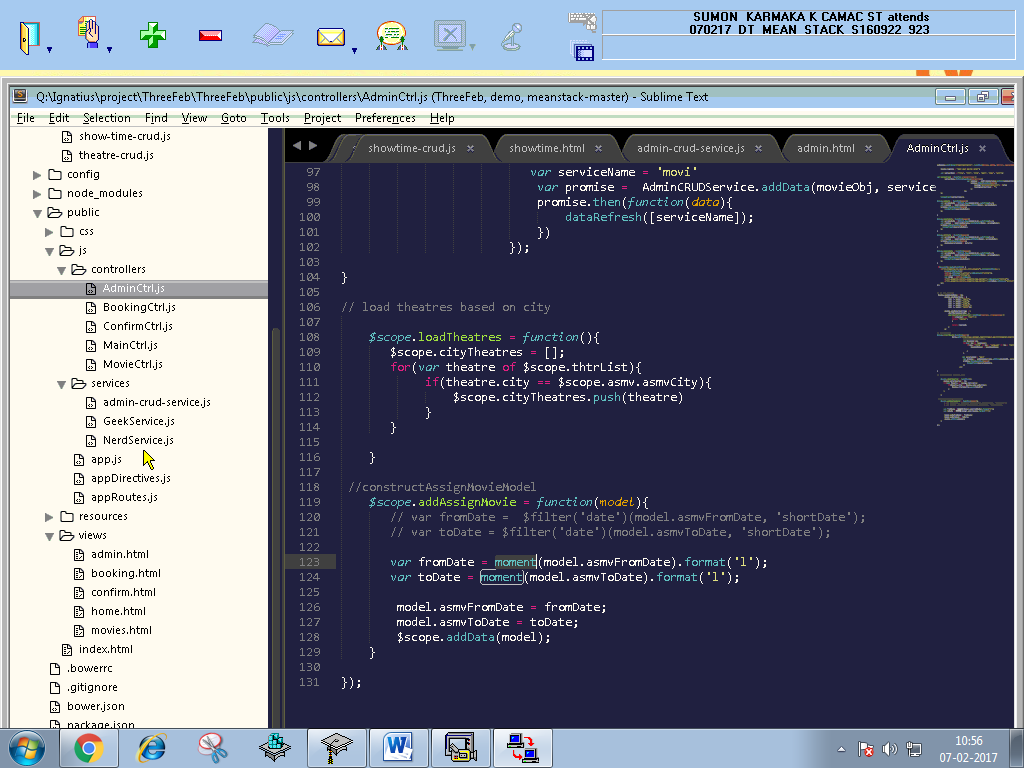 SUMON KARMAKA K CAMAC ST attends
070217_DT_MEAN_STACK_S160922_923
Q:\Ignatius\project\ThreeFeb\ThreeFeb\public\js\controllers\AdminCtrl.js (ThreeFeb, demo, meanstack-master) - Sublime Text
File Edit Selection Find View Goto Tools Project Preferences Help
show-time-crud.js
theatre-crud.js
config
node_modules
public
css
js
controllers
AdminCtrl.js
BookingCtrl.js
ConfirmCtrl.js
MainCtrl.js
MovieCtrl.js
services
admin-crud-service.js
GeekService.js
NerdService.js
app.js
appDirectives.js
appRoutes.js
resources
views
admin.html
booking.html
confirm.html
home.html
movies.html
index.html
.bowerrc
.gitignore
bower.json
package.json
showtime-crud.js × showtime.html × admin-crud-service.js × admin.html × AdminCtrl.js ×
97 var serviceName = 'movi'
98 var promise = AdminCRUDService.addData(movieObj, service
99 promise.then(function(data){
100 dataRefresh([serviceName]);
101 })
102 });
103
104 }
105
106 // load theatres based on city
107
108 $scope.loadTheatres = function(){
109 $scope.cityTheatres = [];
110 for(var theatre of $scope.thtrList){
111 if(theatre.city == $scope.asmv.asmvCity){
112 $scope.cityTheatres.push(theatre)
113 }
114 }
115
116 }
117
118 //constructAssignMovieModel
119 $scope.addAssignMovie = function(model){
120 // var fromDate = $filter('date')(model.asmvFromDate, 'shortDate');
121 // var toDate = $filter('date')(model.asmvToDate, 'shortDate');
122
123 var fromDate = moment(model.asmvFromDate).format('l');
124 var toDate = moment(model.asmvToDate).format('l');
125
126 model.asmvFromDate = fromDate;
127 model.asmvToDate = toDate;
128 $scope.addData(model);
129 }
130
131 });
10:56
07-02-2017